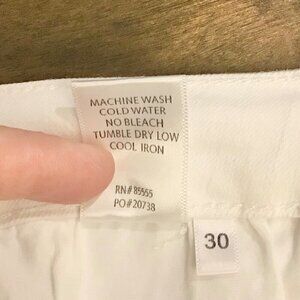 MACHINE WASH
COLD WATER
NO BLEACH
TUMBLE DRY LOW
COOL IRON
RN# 85555
PO#20738
30